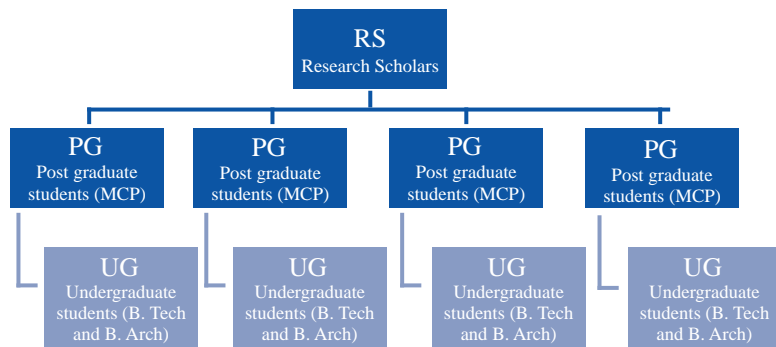 RS
Research Scholars
PG
Post graduate
students (MCP)
PG
Post graduate
students (MCP)
PG
Post graduate
students (MCP)
PG
Post graduate
students (MCP)
UG
Undergraduate
students (B. Tech
and B. Arch)
UG
Undergraduate
students (B. Tech
and B. Arch)
UG
Undergraduate
students (B. Tech
and B. Arch)
UG
Undergraduate
students (B. Tech
and B. Arch)